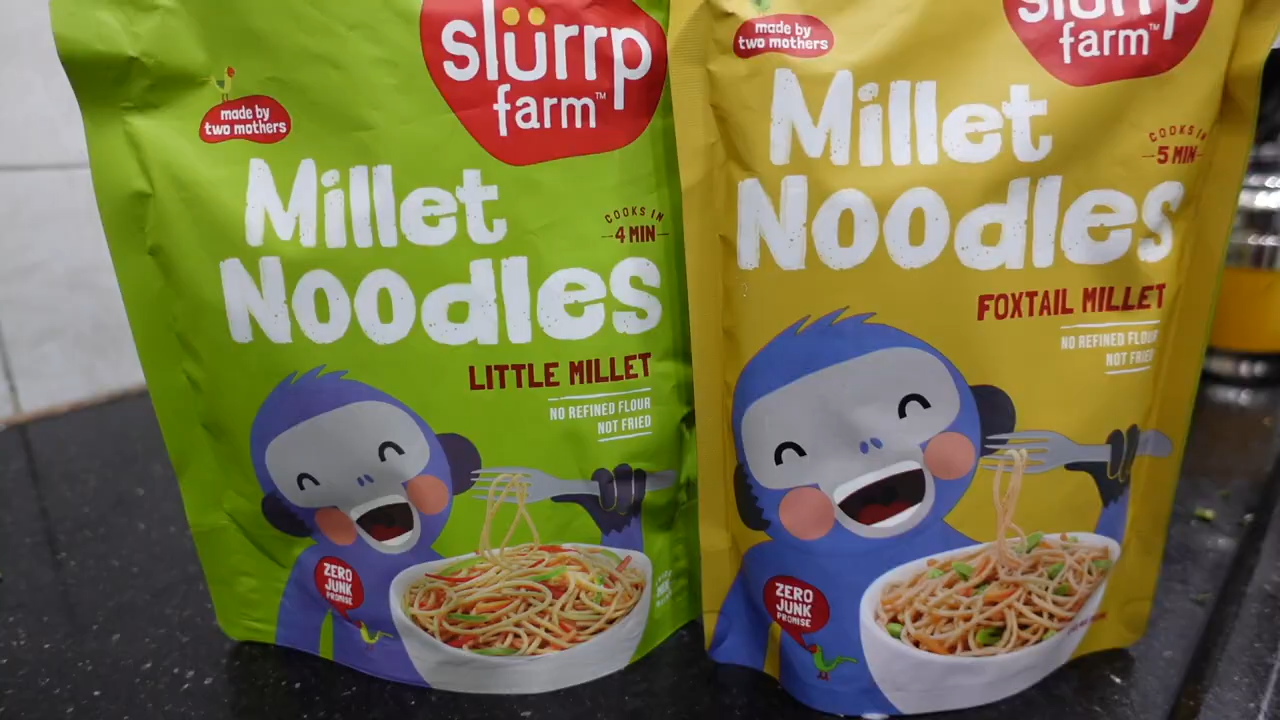 slürrp
farm™
made by
two mothers
Millet
Noodles
COOKS IN
4 MIN
LITTLE MILLET
NO REFINED FLOUR
NOT FRIED
ZERO
JUNK
PROMISE
slürrp
farm™
made by
two mothers
Millet
Noodles
COOKS IN
5 MIN
FOXTAIL MILLET
NO REFINED FLOUR
NOT FRIED
ZERO
JUNK
PROMISE